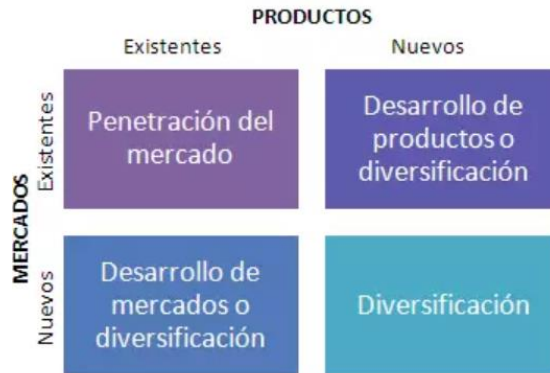 PRODUCTOS
Existentes
Nuevos
MERCADOS
Existentes
Penetración del
mercado
Desarrollo de
productos o
diversificación
Nuevos
Desarrollo de
mercados o
diversificación
Diversificación